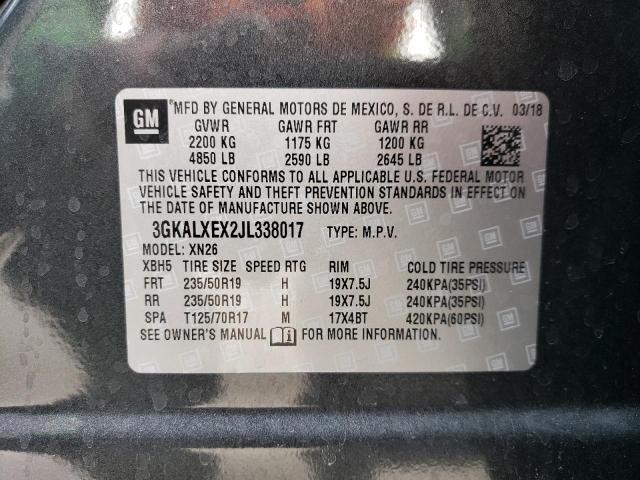 GM ®MFD BY GENERAL MOTORS DE MEXICO, S. DE R.L. DE C.V. 03/18
GVWR GAWR FRT GAWR RR
2200 KG 1175 KG 1200 KG
4850 LB 2590 LB 2645 LB
THIS VEHICLE CONFORMS TO ALL APPLICABLE U.S. FEDERAL MOTOR
VEHICLE SAFETY AND THEFT PREVENTION STANDARDS IN EFFECT ON
THE DATE OF MANUFACTURE SHOWN ABOVE.
3GKALXEX2JL338017 TYPE: M.P.V.
MODEL: XN26
XBH5 TIRE SIZE SPEED RTG RIM COLD TIRE PRESSURE
FRT 235/50R19 H 19X7.5J 240KPA(35PSI)
RR 235/50R19 H 19X7.5J 240KPA(35PSI)
SPA T125/70R17 M 17X4BT 420KPA(60PSI)
SEE OWNER'S MANUAL FOR MORE INFORMATION.